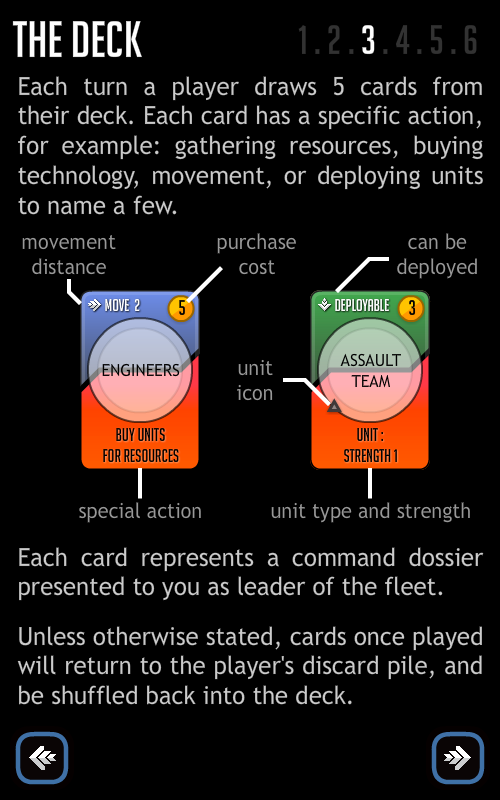 THE DECK
1.2.3.4.5.6
Each turn a player draws 5 cards from
their deck. Each card has a specific action,
for example: gathering resources, buying
technology, movement, or deploying units
to name a few.
movement
distance
purchase
cost
can be
deployed
MOVE 2
5
ENGINEERS
BUY UNITS
FOR RESOURCES
unit
icon
DEPLOYABLE
3
ASSAULT
TEAM
UNIT :
STRENGTH 1
special action
unit type and strength
Each card represents a command dossier
presented to you as leader of the fleet.
Unless otherwise stated, cards once played
will return to the player's discard pile, and
be shuffled back into the deck.